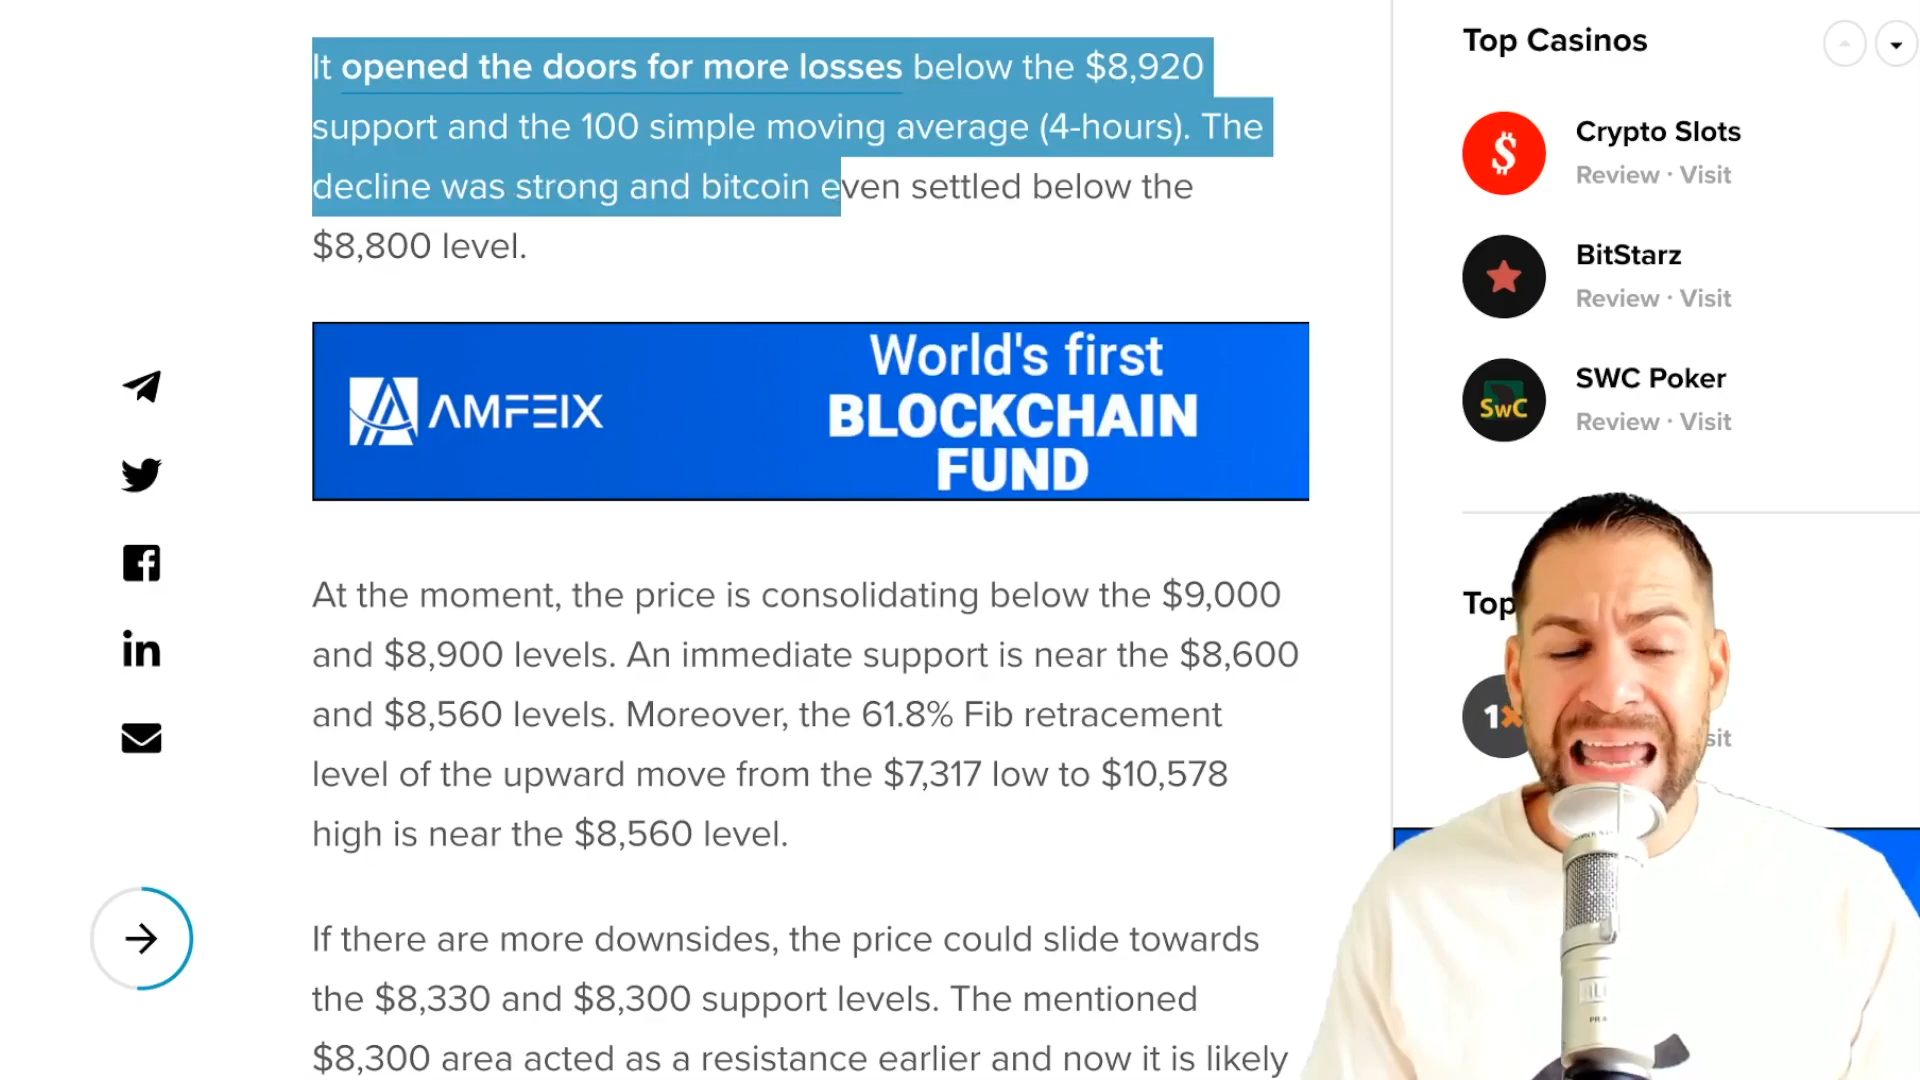 It opened the doors for more losses below the $8,920
support and the 100 simple moving average (4-hours). The
decline was strong and bitcoin even settled below the
$8,800 level.
AMFEIX
World's first
BLOCKCHAIN
FUND
At the moment, the price is consolidating below the $9,000
and $8,900 levels. An immediate support is near the $8,600
and $8,560 levels. Moreover, the 61.8% Fib retracement
level of the upward move from the $7,317 low to $10,578
high is near the $8,560 level.
If there are more downsides, the price could slide towards
the $8,330 and $8,300 support levels. The mentioned
$8,300 area acted as a resistance earlier and now it is likely
Top Casinos
$
Crypto Slots
Review · Visit
BitStarz
Review · Visit
SwC
SWC Poker
Review · Visit
Top
1x
sit